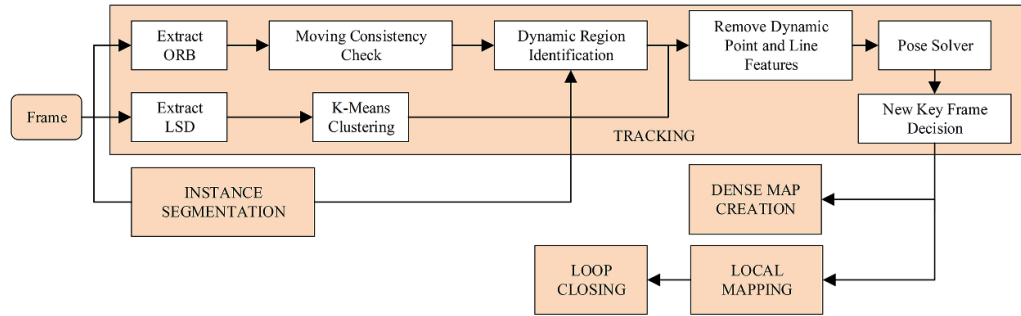 Frame
Extract
ORB
Moving Consistency
Check
Dynamic Region
Identification
Remove Dynamic
Point and Line
Features
Pose Solver
Extract
LSD
K-Means
Clustering
New Key Frame
Decision
TRACKING
INSTANCE
SEGMENTATION
DENSE MAP
CREATION
LOOP
CLOSING
LOCAL
MAPPING